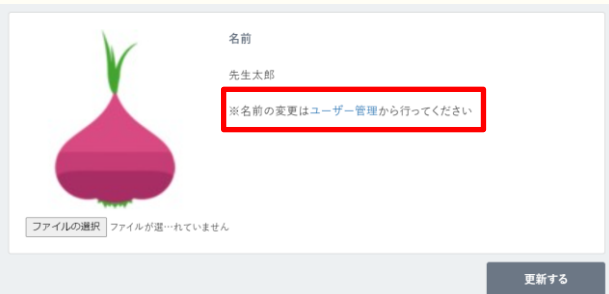 名前
先生太郎
※名前の変更はユーザー管理から行ってください
ファイルの選択 ファイルが選…れていません
更新する